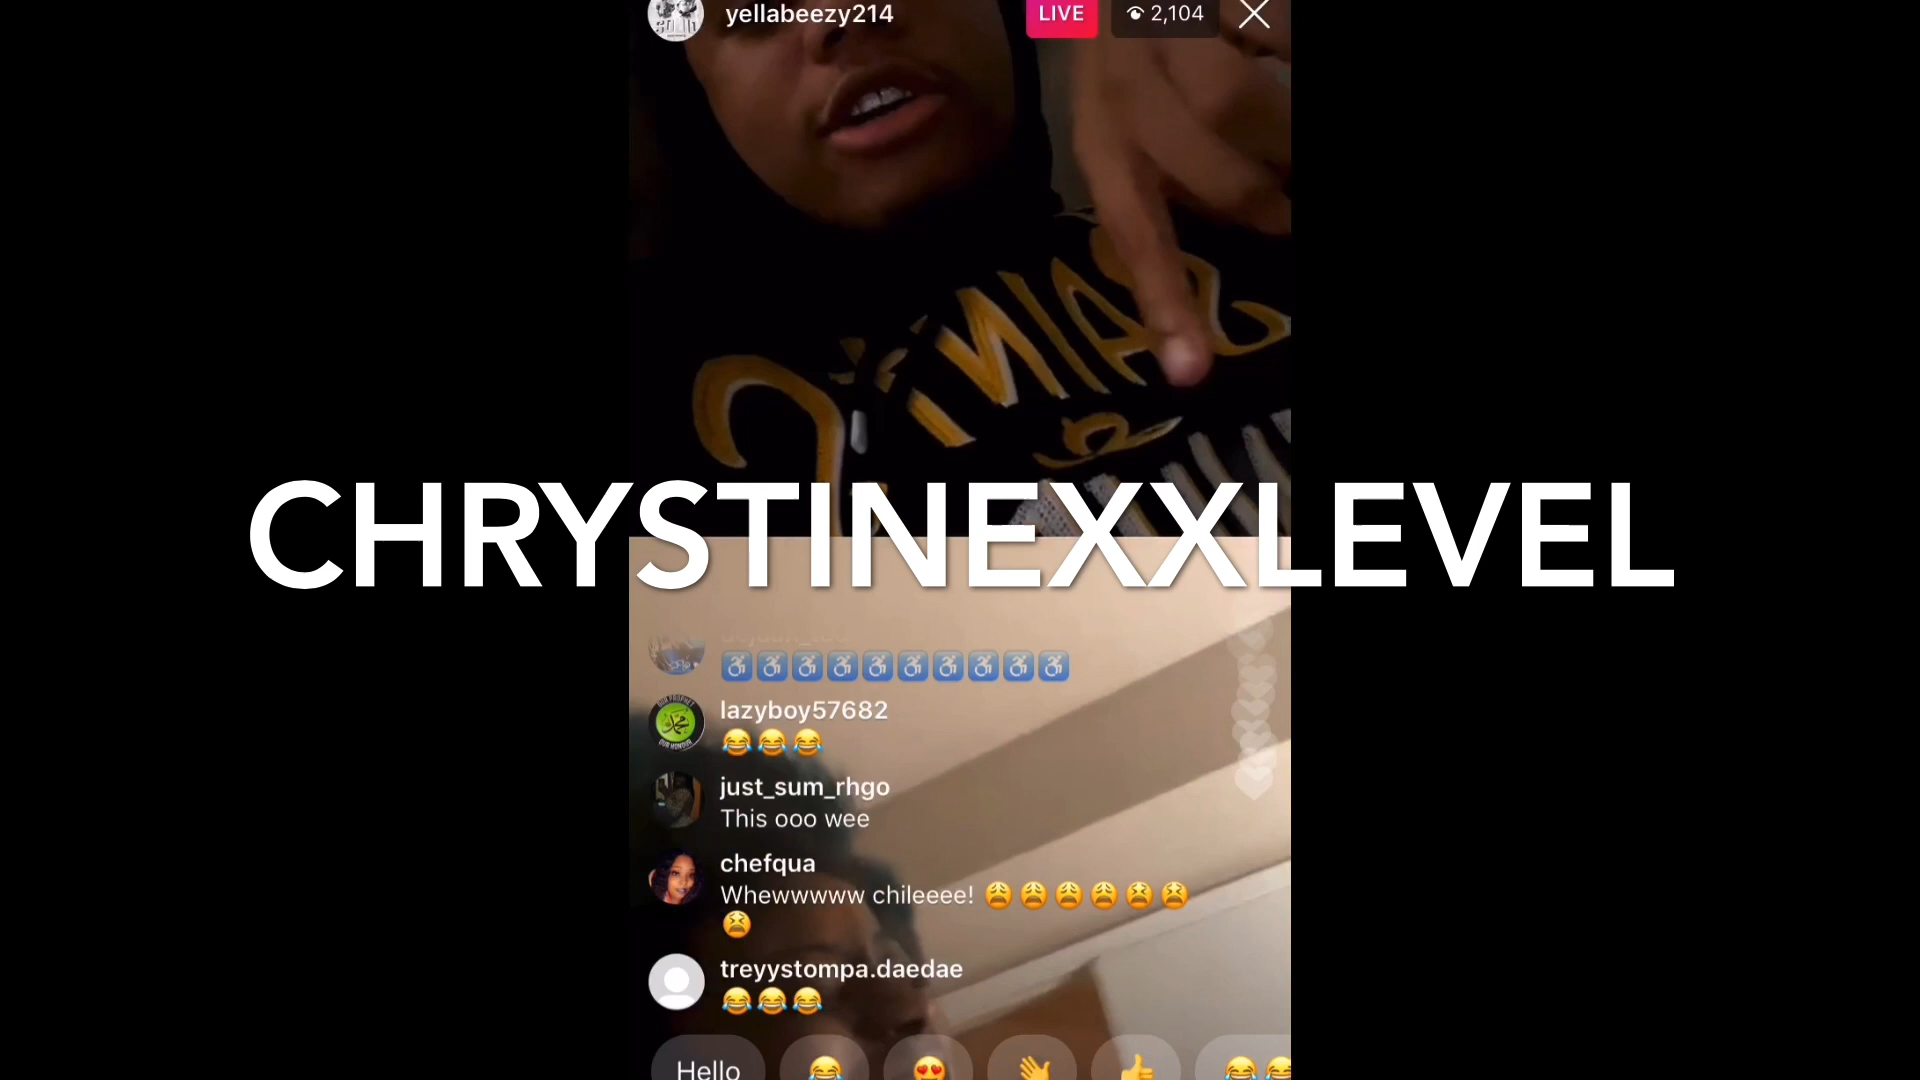 yellabeezy214
LIVE
2,104
CHRYSTINEXXLEVEL
♿♿♿♿♿♿♿♿♿♿
lazyboy57682
😂😂😂
just_sum_rhgo
This ooo wee
chefqua
Whewwwww chileeee! 😩😩😩😩😫😫
😫
treyystompa.daedae
😂😂😂
Hello 😂 😍 👋 👍 😂😂